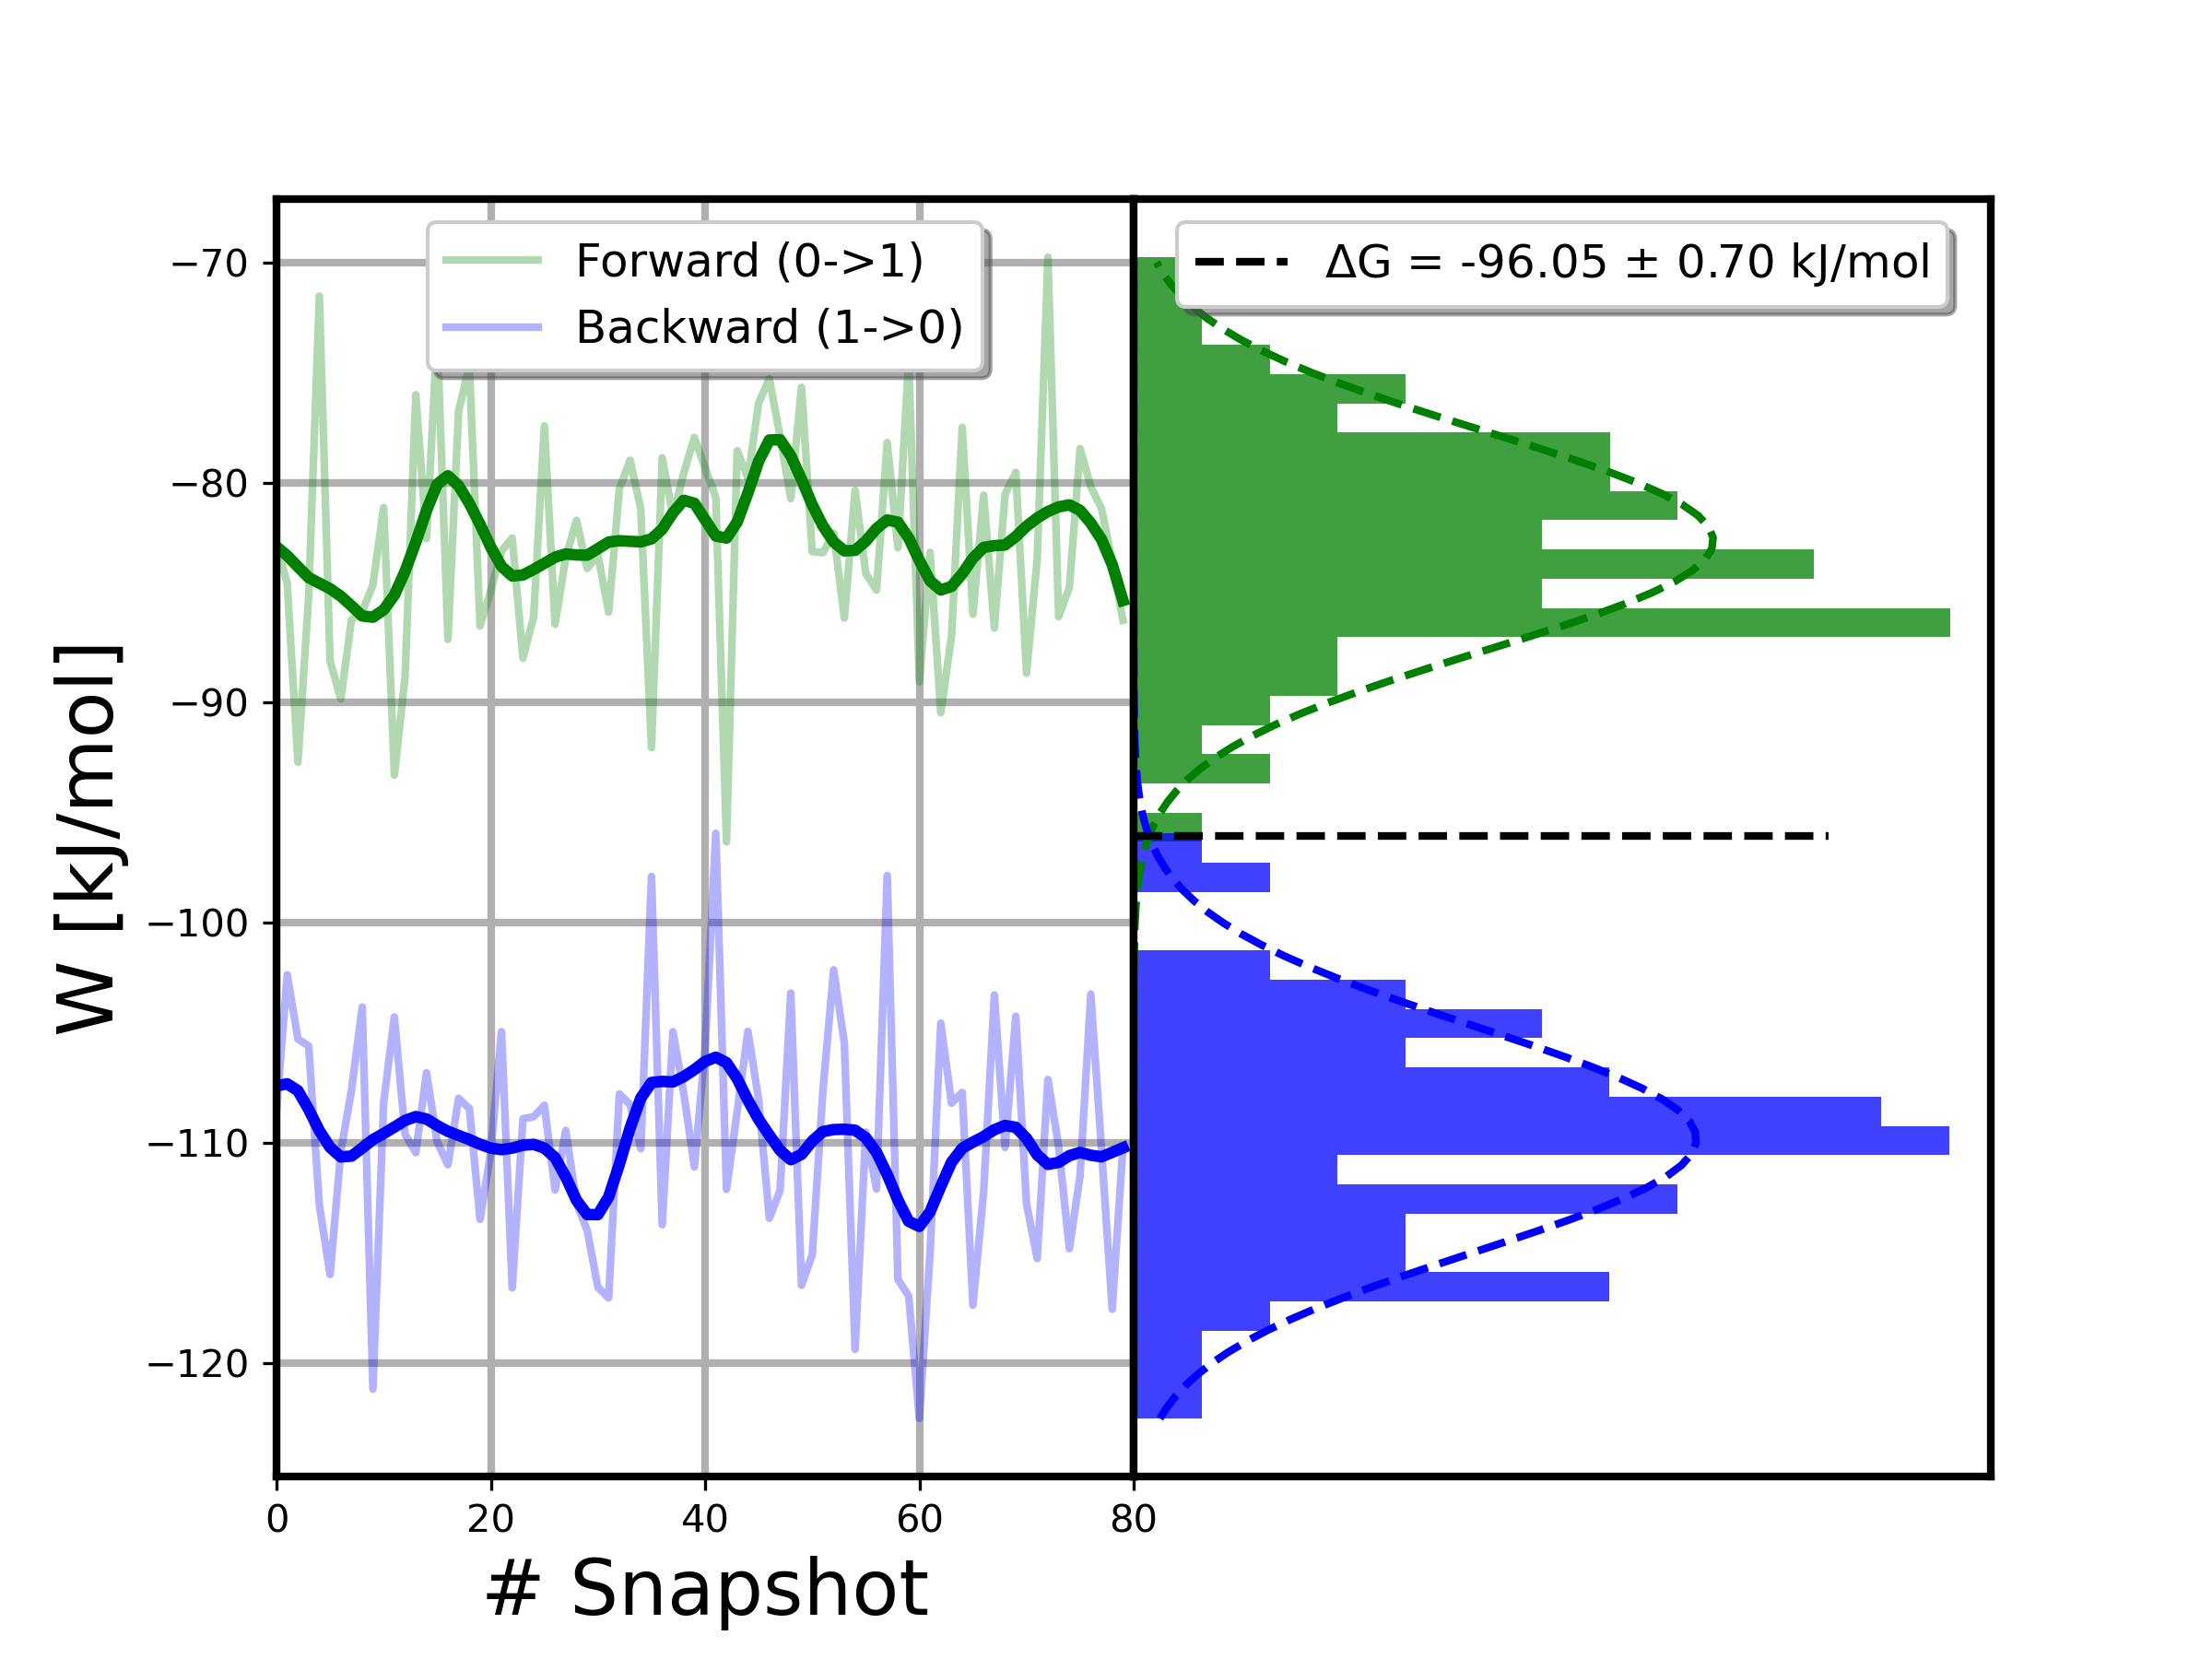 Forward (0->1)
Backward (1->0)
ΔG = -96.05 ± 0.70 kJ/mol
W [kJ/mol]
−70
−80
−90
−100
−110
−120
0 20 40 60 80
# Snapshot